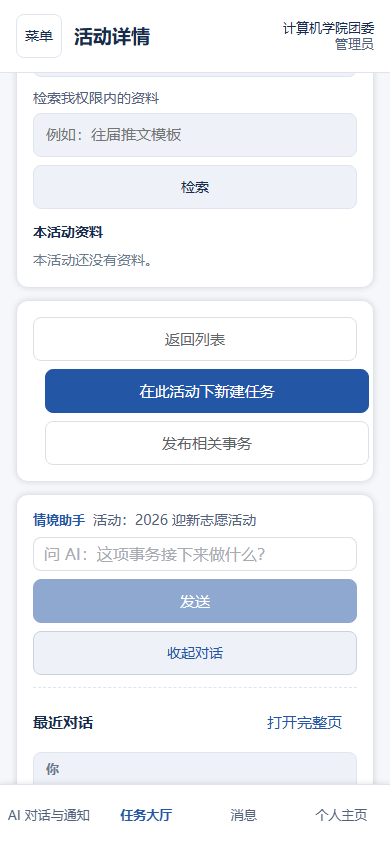 菜单
活动详情
计算机学院团委
管理员
检索我权限内的资料
例如：往届推文模板
检索
本活动资料
本活动还没有资料。
返回列表
在此活动下新建任务
发布相关事务
情境助手 活动：2026 迎新志愿活动
问 AI：这项事务接下来做什么？
发送
收起对话
最近对话
打开完整页
你
AI 对话与通知
任务大厅
消息
个人主页